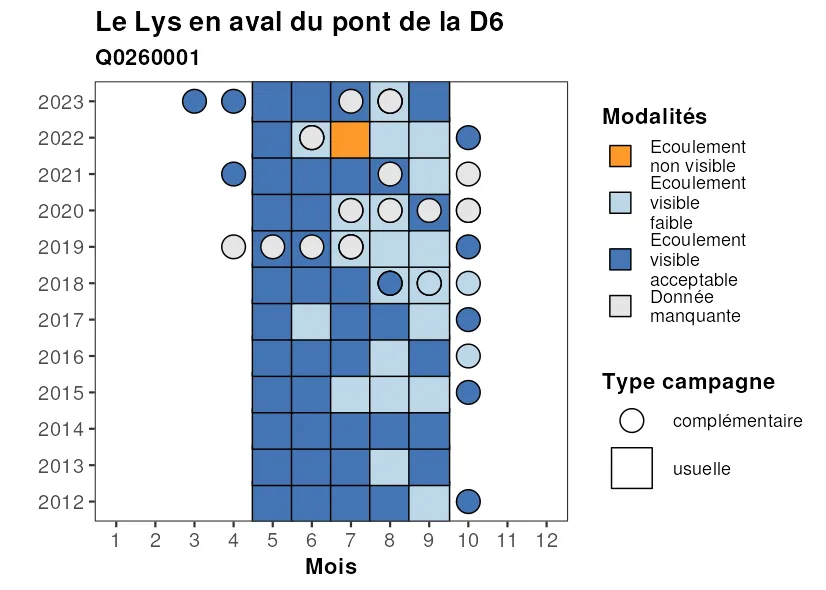 Le Lys en aval du pont de la D6
Q0260001
2023
2022
2021
2020
2019
2018
2017
2016
2015
2014
2013
2012
1 2 3 4 5 6 7 8 9 10 11 12
Mois
Modalités
Ecoulement
non visible
Ecoulement
visible
faible
Ecoulement
visible
acceptable
Donnée
manquante
Type campagne
complémentaire
usuelle